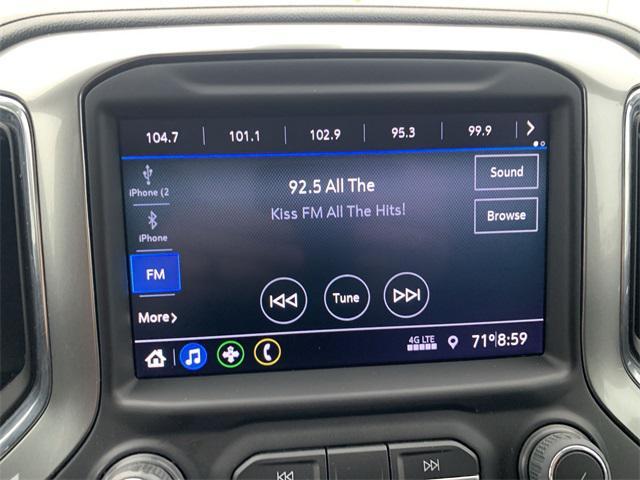 104.7 101.1 102.9 95.3 99.9
iPhone (2
92.5 All The
Kiss FM All The Hits!
Sound
Browse
iPhone
FM
More
Tune
4G LTE 71° 8:59